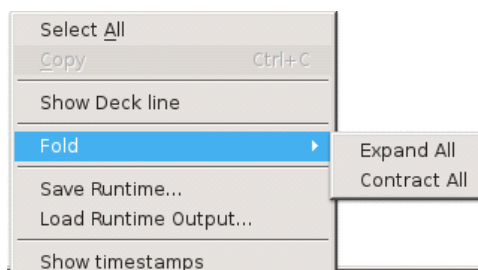 Select All
Copy Ctrl+C
Show Deck line
Fold
Expand All
Contract All
Save Runtime...
Load Runtime Output...
Show timestamps